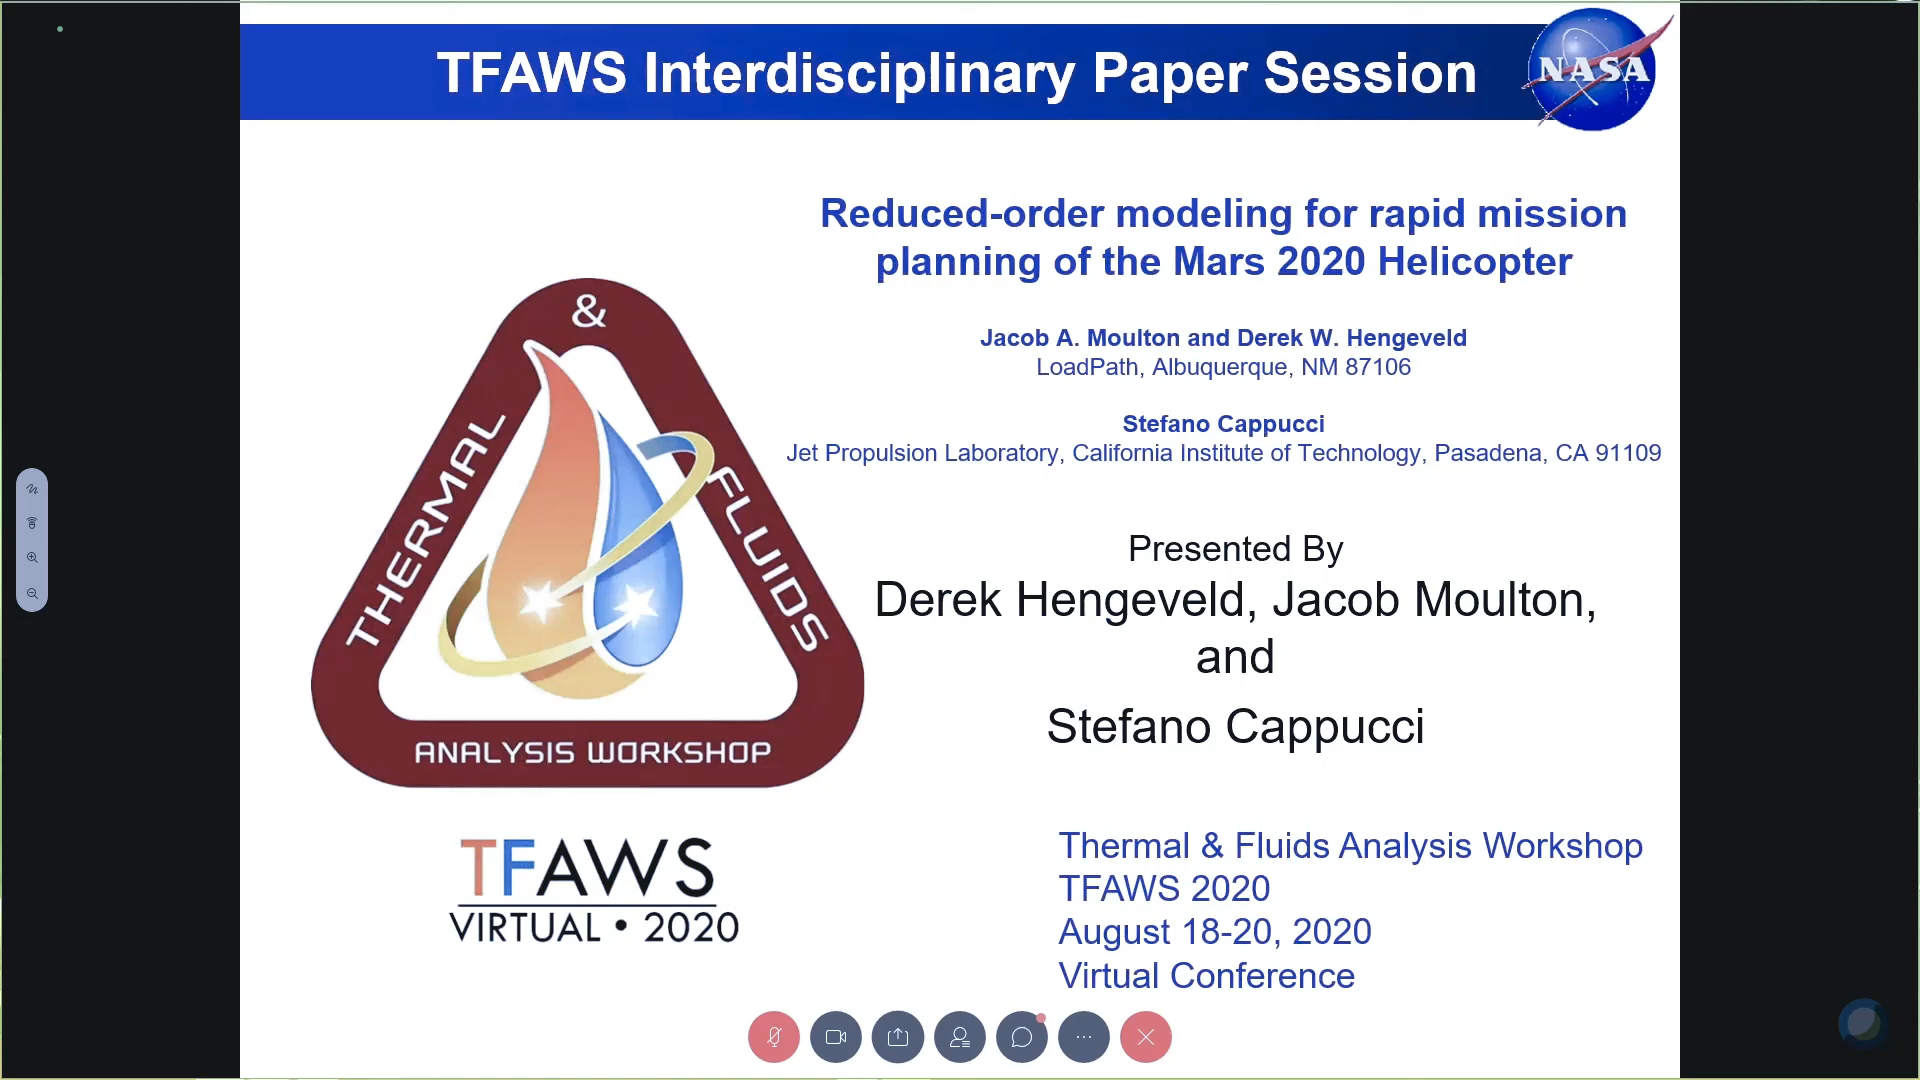 TFAWS Interdisciplinary Paper Session
NASA
Reduced-order modeling for rapid mission
planning of the Mars 2020 Helicopter
Jacob A. Moulton and Derek W. Hengeveld
LoadPath, Albuquerque, NM 87106
Stefano Cappucci
Jet Propulsion Laboratory, California Institute of Technology, Pasadena, CA 91109
Presented By
Derek Hengeveld, Jacob Moulton,
and
Stefano Cappucci
THERMAL
&
FLUIDS
ANALYSIS WORKSHOP
TFAWS
VIRTUAL • 2020
Thermal & Fluids Analysis Workshop
TFAWS 2020
August 18-20, 2020
Virtual Conference